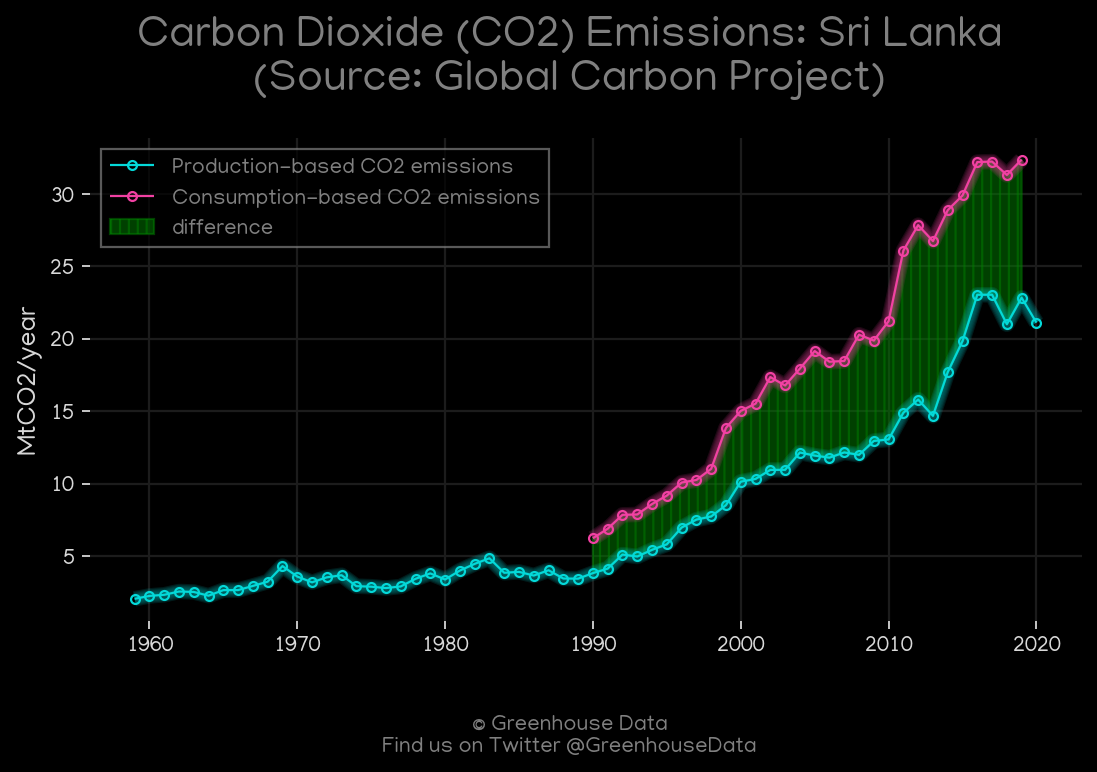 Carbon Dioxide (CO2) Emissions: Sri Lanka
(Source: Global Carbon Project)
Production-based CO2 emissions
Consumption-based CO2 emissions
difference
MtCO2/year
30
25
20
15
10
5
1960 1970 1980 1990 2000 2010 2020
© Greenhouse Data
Find us on Twitter @GreenhouseData